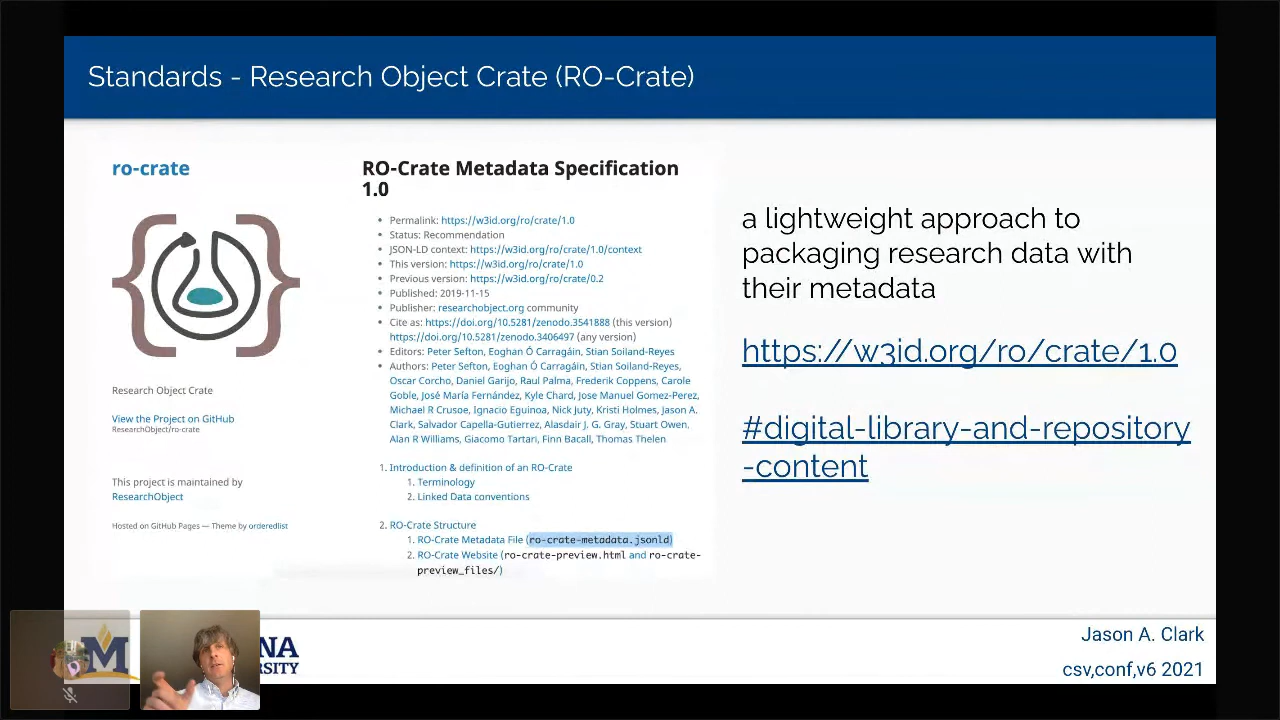 Standards - Research Object Crate (RO-Crate)
ro-crate
Research Object Crate
View the Project on GitHub
ResearchObject/ro-crate
This project is maintained by
ResearchObject
Hosted on GitHub Pages — Theme by orderedlist
RO-Crate Metadata Specification
1.0
Permalink: https://w3id.org/ro/crate/1.0
Status: Recommendation
JSON-LD context: https://w3id.org/ro/crate/1.0/context
This version: https://w3id.org/ro/crate/1.0
Previous version: https://w3id.org/ro/crate/0.2
Published: 2019-11-15
Publisher: researchobject.org community
Cite as: https://doi.org/10.5281/zenodo.3541888 (this version)
https://doi.org/10.5281/zenodo.3406497 (any version)
Editors: Peter Sefton, Eoghan Ó Carragáin, Stian Soiland-Reyes
Authors: Peter Sefton, Eoghan Ó Carragáin, Stian Soiland-Reyes,
Oscar Corcho, Daniel Garijo, Raul Palma, Frederik Coppens, Carole
Goble, José María Fernández, Kyle Chard, Jose Manuel Gomez-Perez,
Michael R Crusoe, Ignacio Eguinoa, Nick Juty, Kristi Holmes, Jason A.
Clark, Salvador Capella-Gutierrez, Alasdair J. G. Gray, Stuart Owen,
Alan R Williams, Giacomo Tartari, Finn Bacall, Thomas Thelen
1. Introduction & definition of an RO-Crate
1. Terminology
2. Linked Data conventions
2. RO-Crate Structure
1. RO-Crate Metadata File (ro-crate-metadata.jsonld)
2. RO-Crate Website (ro-crate-preview.html and ro-crate-
preview_files/)
a lightweight approach to
packaging research data with
their metadata
https://w3id.org/ro/crate/1.0
#digital-library-and-repository
-content
M
NA
RSITY
Jason A. Clark
csv,conf,v6 2021